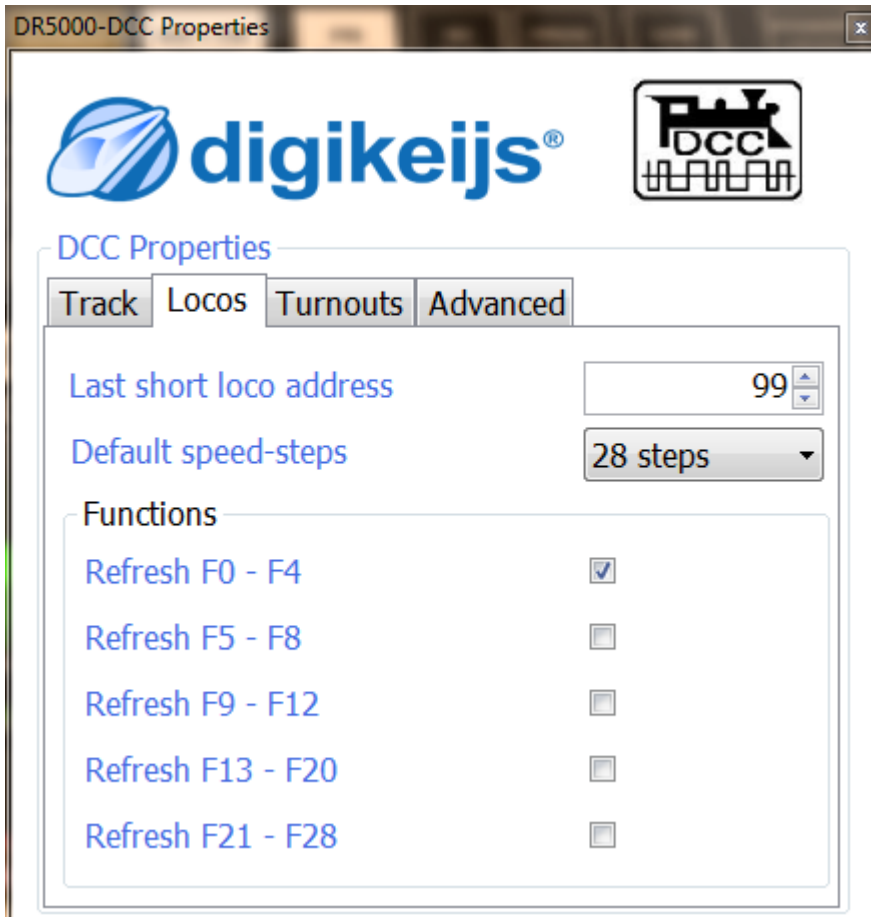 DR5000-DCC Properties
x
digikeijs®
DCC
DCC Properties
Track Locos Turnouts Advanced
Last short loco address 99
Default speed-steps 28 steps
Functions
Refresh F0 - F4
Refresh F5 - F8
Refresh F9 - F12
Refresh F13 - F20
Refresh F21 - F28